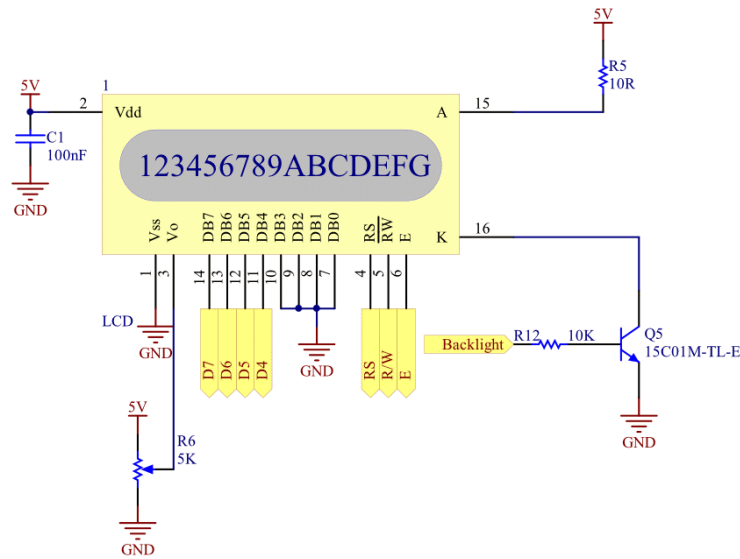 5V
R5
10R
5V
1
2
Vdd
A
15
C1
100nF
GND
123456789ABCDEFG
Vss
Vo
DB7
DB6
DB5
DB4
DB3
DB2
DB1
DB0
RS
RW
E
K
16
1
3
14
13
12
11
10
9
8
7
4
5
6
LCD
GND
D7
D6
D5
D4
GND
RS
R/W
E
Backlight
R12
10K
Q5
15C01M-TL-E
GND
5V
R6
5K
GND